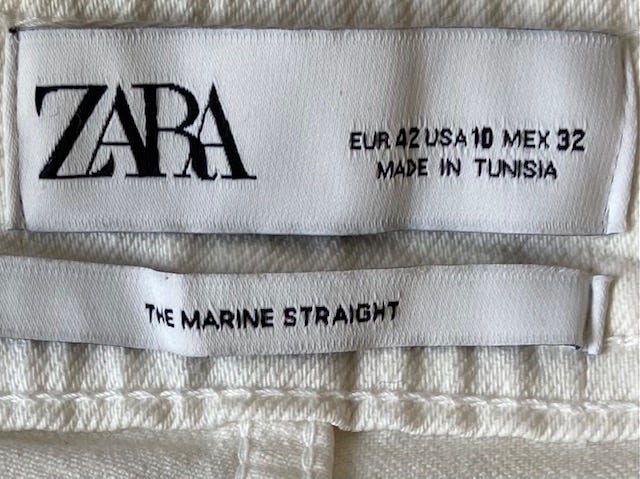 ZARA
EUR 42 USA 10 MEX 32
MADE IN TUNISIA
THE MARINE STRAIGHT